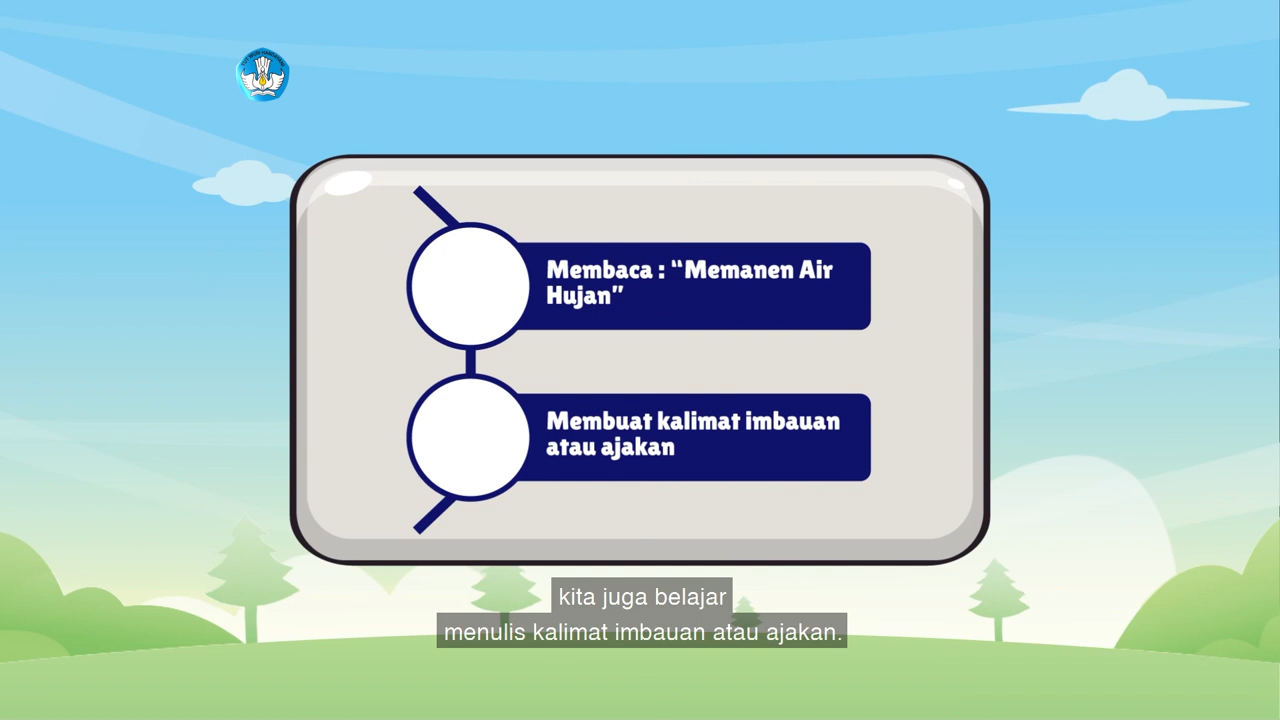 Membaca : “Memanen Air
Hujan”
Membuat kalimat imbauan
atau ajakan
kita juga belajar
menulis kalimat imbauan atau ajakan.